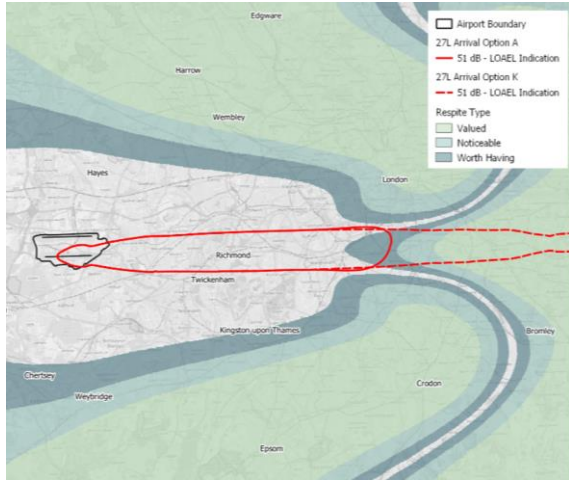 Edgware
Airport Boundary
27L Arrival Option A
51 dB - LOAEL Indication
27L Arrival Option K
51 dB - LOAEL Indication
Respite Type
Valued
Noticeable
Worth Having
Harrow
Wembley
Hayes
London
Richmond
Twickenham
Kingston upon Thames
Bromley
Chertsey
Weybridge
Crodon
Epsom